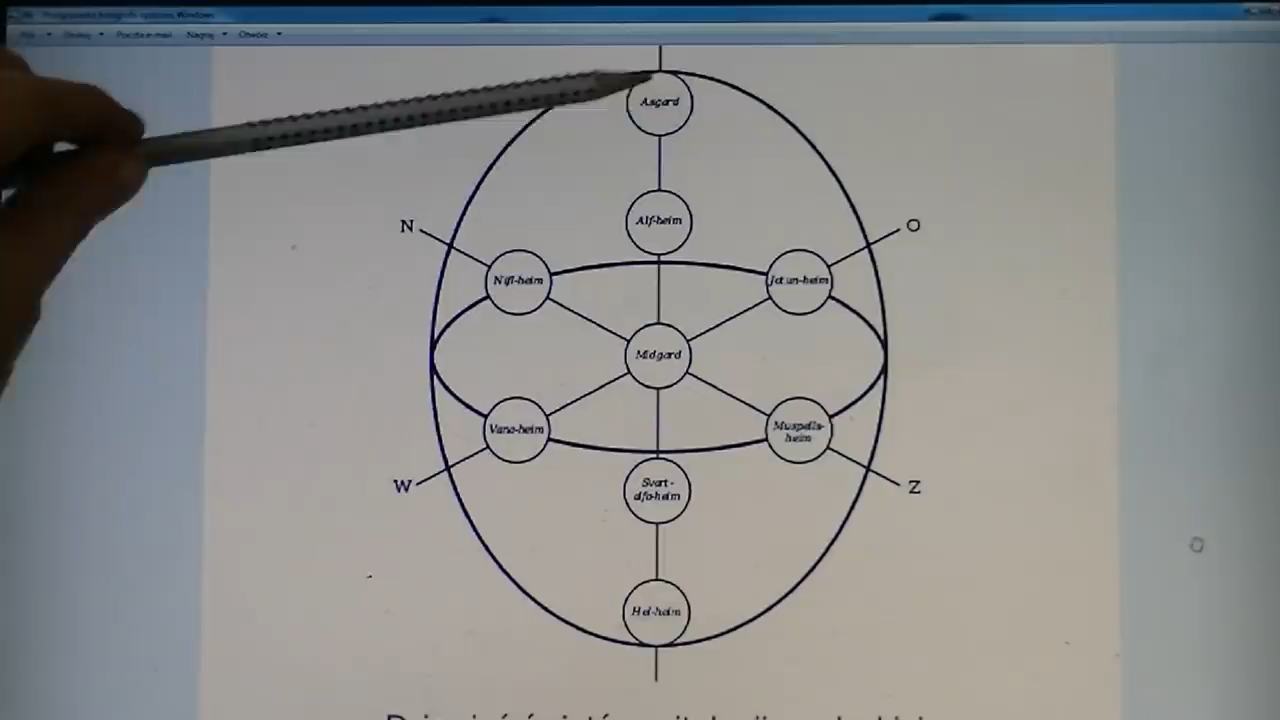 Asgard
Alf-heim
N
O
Nifl-heim
Jotun-heim
Midgard
Vana-heim
Muspells-
heim
W
Z
Svart-
alfa-heim
Hel-heim